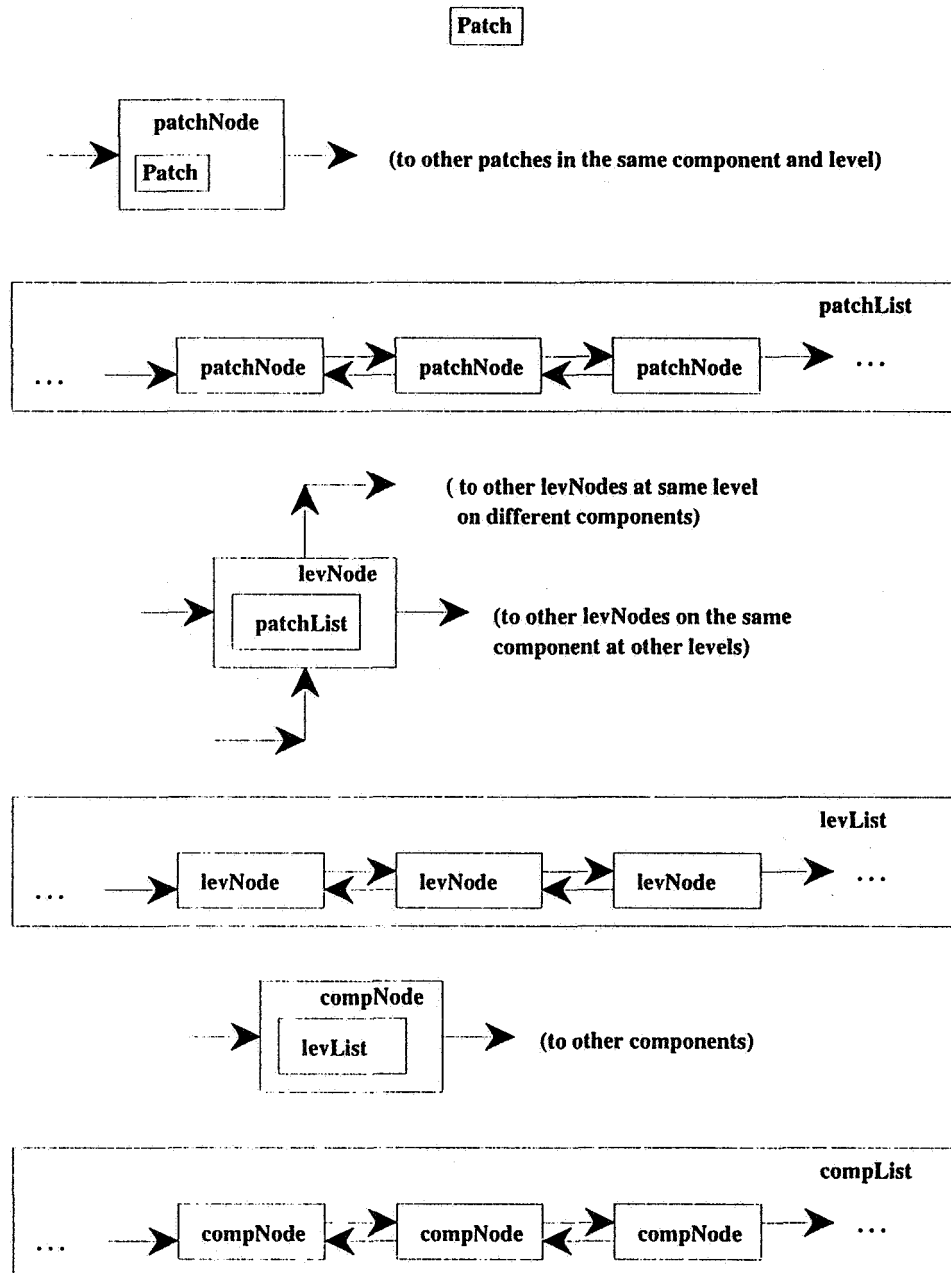 Patch
patchNode
Patch
(to other patches in the same component and level)
patchList
... patchNode patchNode patchNode ...
( to other levNodes at same level
on different components)
levNode
patchList
(to other levNodes on the same
component at other levels)
levList
... levNode levNode levNode ...
compNode
levList
(to other components)
compList
... compNode compNode compNode ...